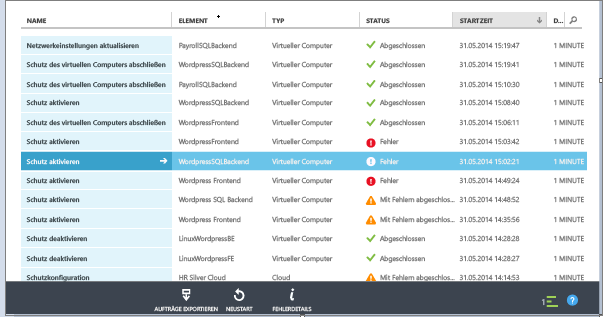 NAME ELEMENT TYP STATUS STARTZEIT D...
Netzwerkeinstellungen aktualisieren PayrollSQLBackend Virtueller Computer Abgeschlossen 31.05.2014 15:19:47 1 MINUTE
Schutz des virtuellen Computers abschließen WordpressSQLBackend Virtueller Computer Abgeschlossen 31.05.2014 15:19:41 1 MINUTE
Schutz des virtuellen Computers abschließen PayrollSQLBackend Virtueller Computer Abgeschlossen 31.05.2014 15:10:30 1 MINUTE
Schutz aktivieren WordpressSQLBackend Virtueller Computer Abgeschlossen 31.05.2014 15:08:40 1 MINUTE
Schutz des virtuellen Computers abschließen WordpressFrontend Virtueller Computer Abgeschlossen 31.05.2014 15:06:11 1 MINUTE
Schutz aktivieren WordpressFrontend Virtueller Computer Fehler 31.05.2014 15:03:42 1 MINUTE
Schutz aktivieren WordpressSQLBackend Virtueller Computer Fehler 31.05.2014 15:02:21 1 MINUTE
Schutz aktivieren Wordpress Frontend Virtueller Computer Fehler 31.05.2014 14:49:24 1 MINUTE
Schutz aktivieren Wordpress SQL Backend Virtueller Computer Mit Fehlern abgeschlos... 31.05.2014 14:48:52 1 MINUTE
Schutz aktivieren Wordpress Frontend Virtueller Computer Mit Fehlern abgeschlos... 31.05.2014 14:35:56 1 MINUTE
Schutz deaktivieren LinuxWordpressBE Virtueller Computer Abgeschlossen 31.05.2014 14:28:28 1 MINUTE
Schutz deaktivieren LinuxWordpressFE Virtueller Computer Abgeschlossen 31.05.2014 14:28:27 1 MINUTE
Schutzkonfiguration HR Silver Cloud Cloud Mit Fehlern abgeschlos... 31.05.2014 14:14:53 1 MINUTE
AUFTRÄGE EXPORTIEREN NEUSTART FEHLERDETAILS 1 ?